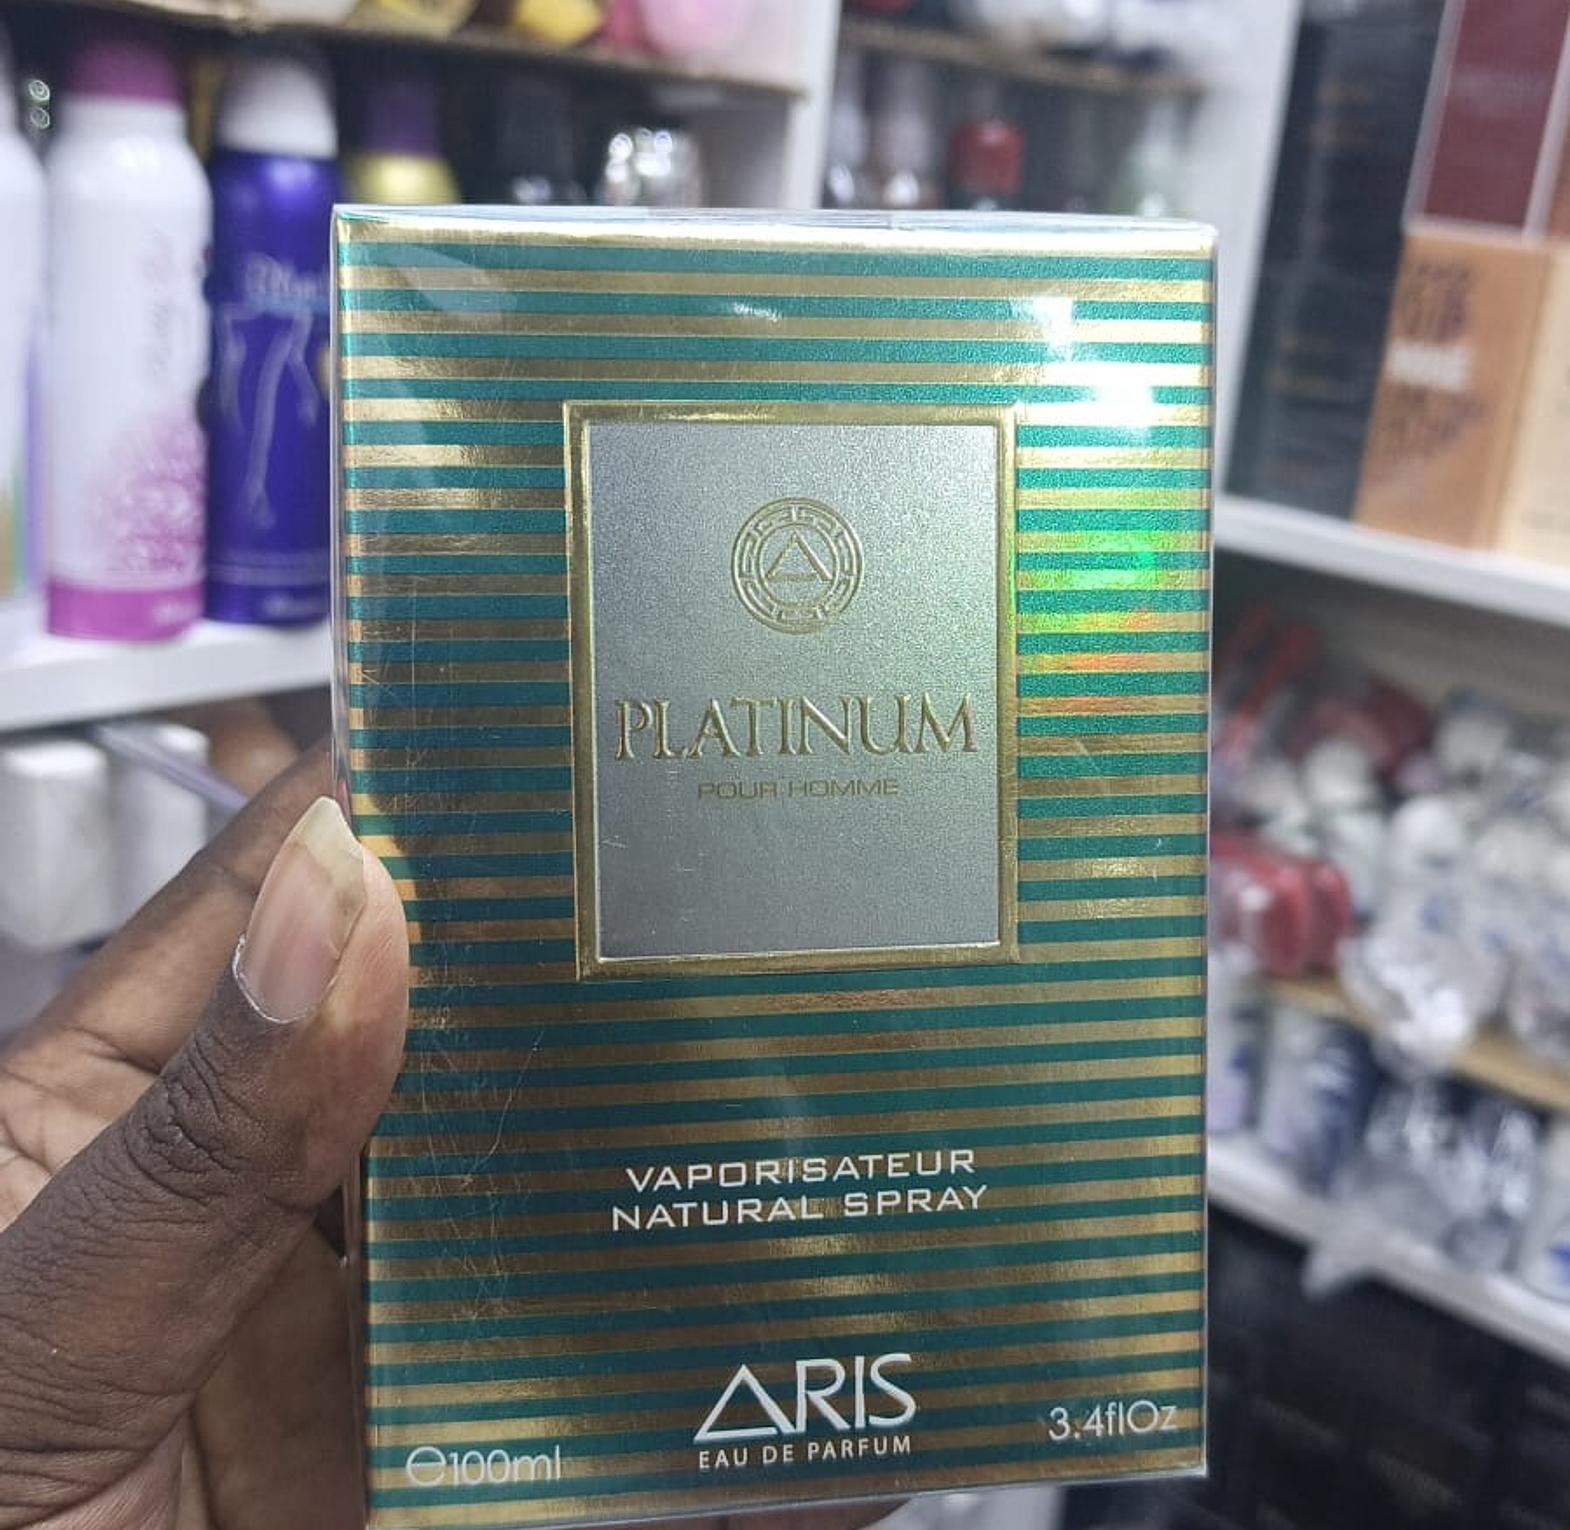 PLATINUM
POUR HOMME
VAPORISATEUR
NATURAL SPRAY
ARIS
EAU DE PARFUM
℮100ml
3.4flOz